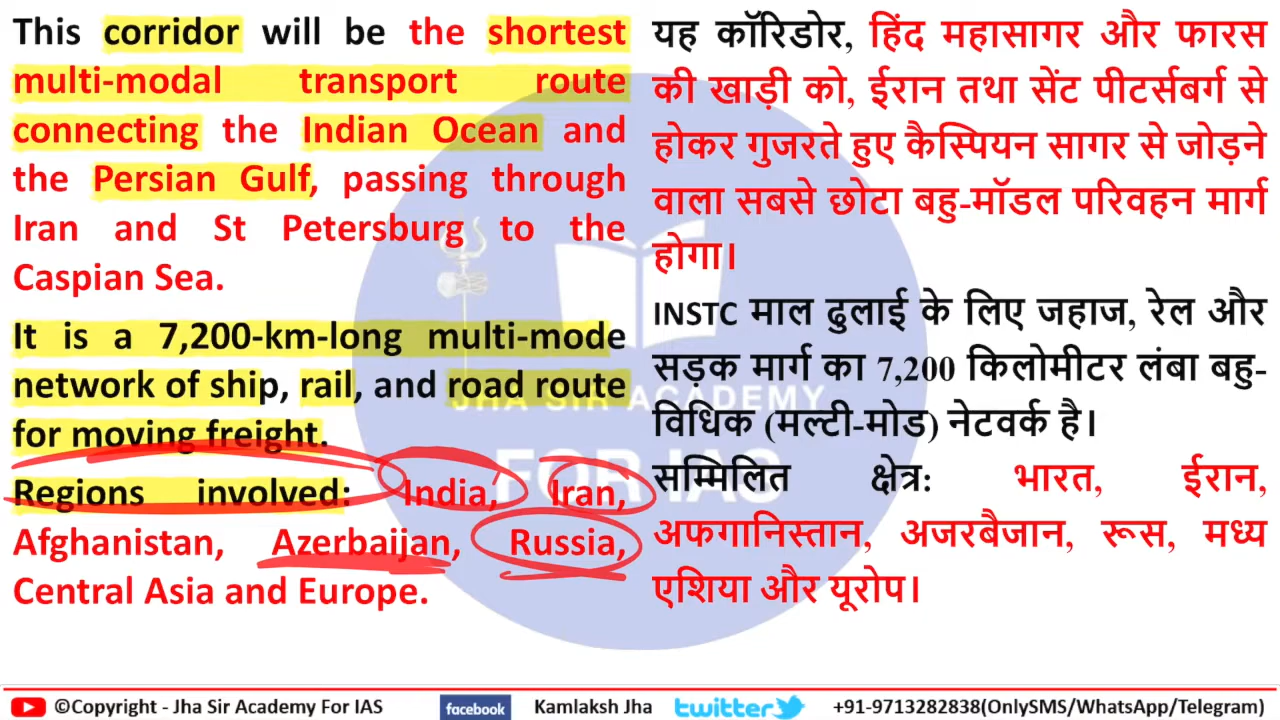 This corridor will be the shortest
multi-modal transport route
connecting the Indian Ocean and
the Persian Gulf, passing through
Iran and St Petersburg to the
Caspian Sea.
It is a 7,200-km-long multi-mode
network of ship, rail, and road route
for moving freight.
Regions involved: India, Iran,
Afghanistan, Azerbaijan, Russia,
Central Asia and Europe.
यह कॉरिडोर, हिंद महासागर और फारस
की खाड़ी को, ईरान तथा सेंट पीटर्सबर्ग से
होकर गुजरते हुए कैस्पियन सागर से जोड़ने
वाला सबसे छोटा बहु-मॉडल परिवहन मार्ग
होगा।
INSTC माल ढुलाई के लिए जहाज, रेल और
सड़क मार्ग का 7,200 किलोमीटर लंबा बहु-
विधिक (मल्टी-मोड) नेटवर्क है।
सम्मिलित क्षेत्र: भारत, ईरान,
अफगानिस्तान, अजरबैजान, रूस, मध्य
एशिया और यूरोप।
JHA SIR ACADEMY
FOR IAS
©Copyright - Jha Sir Academy For IAS
facebook
Kamlaksh Jha
twitter
+91-9713282838(OnlySMS/WhatsApp/Telegram)